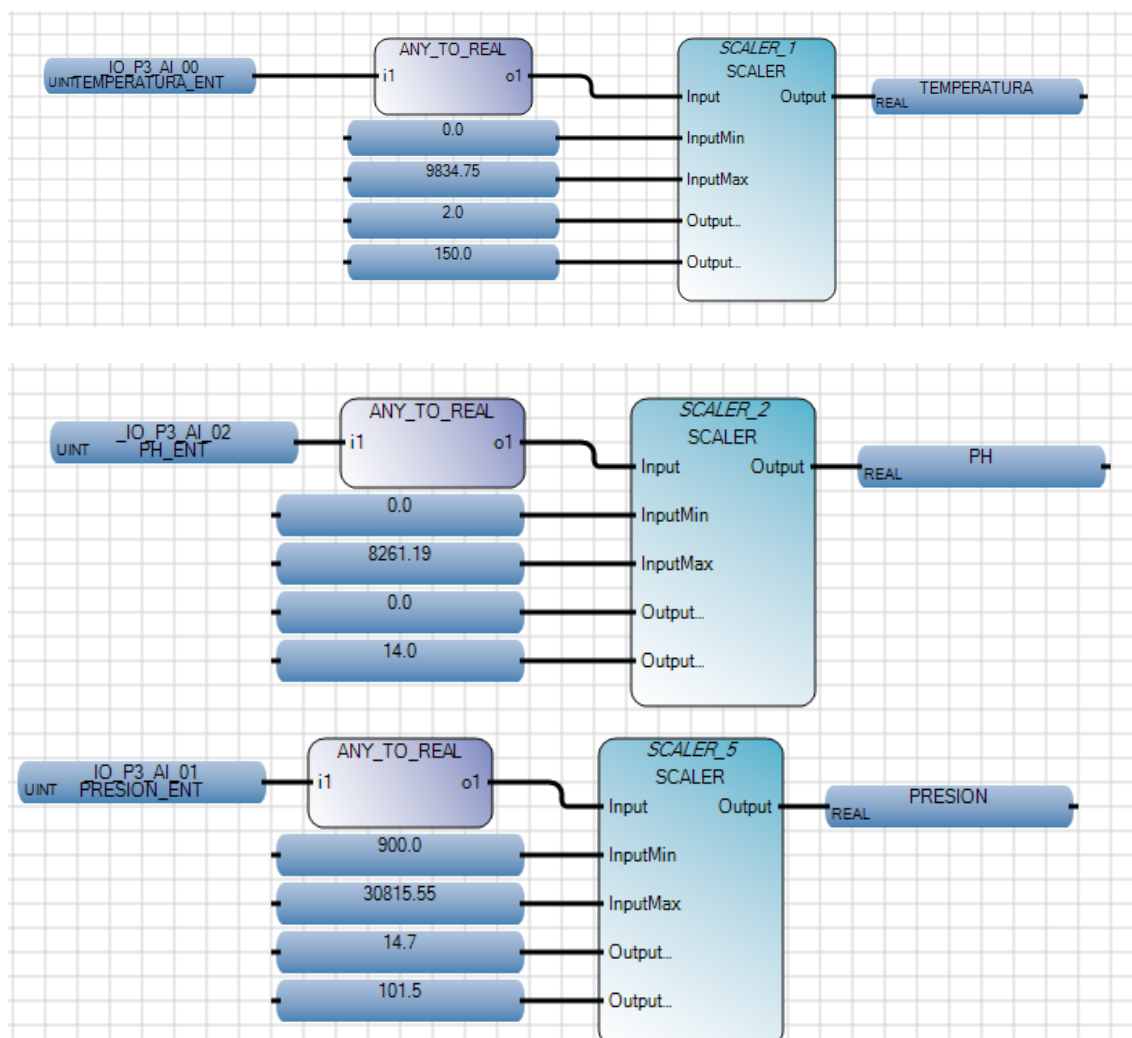 ANY_TO_REAL
SCALER_1
SCALER
_IO_P3_AI_00
UINT
TEMPERATURA_ENT
i1
o1
Input
Output
REAL
TEMPERATURA
0.0
InputMin
9834.75
InputMax
2.0
Output...
150.0
Output...
ANY_TO_REAL
SCALER_2
SCALER
_IO_P3_AI_02
UINT
PH_ENT
i1
o1
Input
Output
REAL
PH
0.0
InputMin
8261.19
InputMax
0.0
Output...
14.0
Output...
ANY_TO_REAL
SCALER_5
SCALER
_IO_P3_AI_01
UINT
PRESION_ENT
i1
o1
Input
Output
REAL
PRESION
900.0
InputMin
30815.55
InputMax
14.7
Output...
101.5
Output...